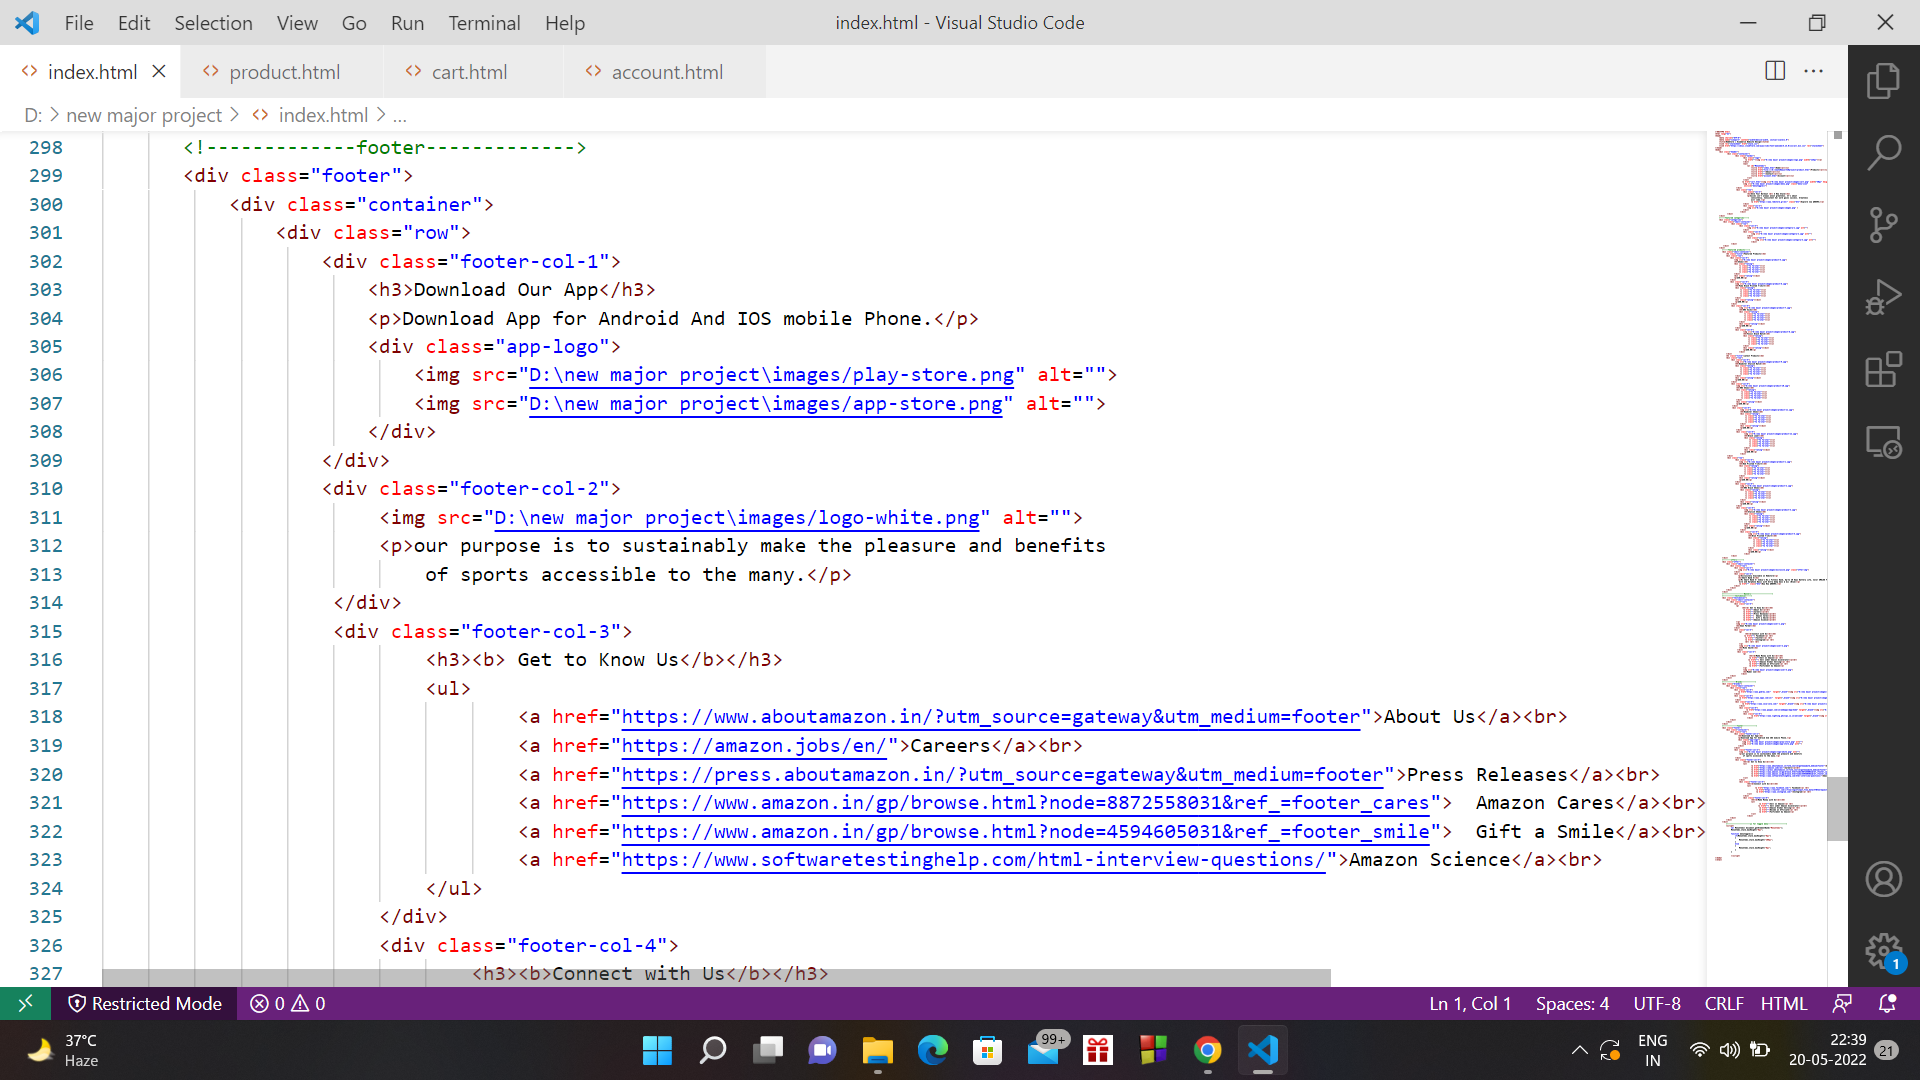 File Edit Selection View Go Run Terminal Help
index.html - Visual Studio Code
index.html product.html cart.html account.html
D: > new major project > index.html > ...
298 <!-------------footer------------->
299 <div class="footer">
300 <div class="container">
301 <div class="row">
302 <div class="footer-col-1">
303 <h3>Download Our App</h3>
304 <p>Download App for Android And IOS mobile Phone.</p>
305 <div class="app-logo">
306 <img src="D:\new major project\images/play-store.png" alt="">
307 <img src="D:\new major project\images/app-store.png" alt="">
308 </div>
309 </div>
310 <div class="footer-col-2">
311 <img src="D:\new major project\images/logo-white.png" alt="">
312 <p>our purpose is to sustainably make the pleasure and benefits
313 of sports accessible to the many.</p>
314 </div>
315 <div class="footer-col-3">
316 <h3><b> Get to Know Us</b></h3>
317 <ul>
318 <a href="https://www.aboutamazon.in/?utm_source=gateway&utm_medium=footer">About Us</a><br>
319 <a href="https://amazon.jobs/en/">Careers</a><br>
320 <a href="https://press.aboutamazon.in/?utm_source=gateway&utm_medium=footer">Press Releases</a><br>
321 <a href="https://www.amazon.in/gp/browse.html?node=8872558031&ref_=footer_cares">  Amazon Cares</a><br>
322 <a href="https://www.amazon.in/gp/browse.html?node=4594605031&ref_=footer_smile">  Gift a Smile</a><br>
323 <a href="https://www.softwaretestinghelp.com/html-interview-questions/">Amazon Science</a><br>
324 </ul>
325 </div>
326 <div class="footer-col-4">
327 <h3><b>Connect with Us</b></h3>
1
Restricted Mode 0 0 Ln 1, Col 1 Spaces: 4 UTF-8 CRLF HTML
37°C
Haze
99+
ENG
IN
22:39
20-05-2022
21